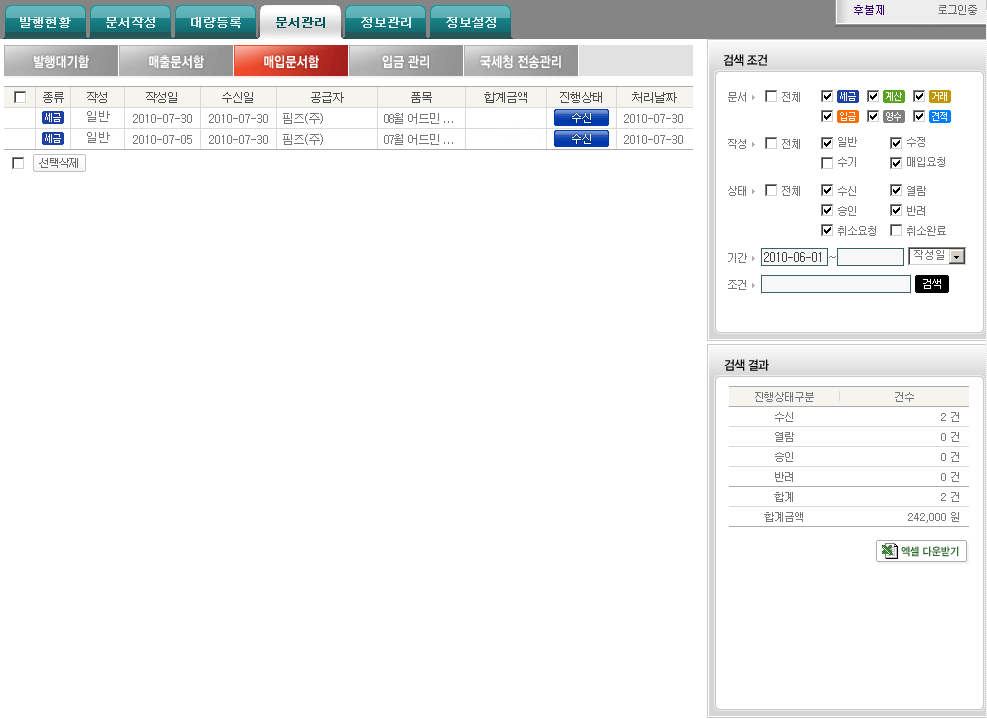 발행현황 문서작성 대량등록 문서관리 정보관리 정보설정
후불제 로그인중
발행대기함 매출문서함 매입문서함 입금 관리 국세청 전송관리
종류 작성 작성일 수신일 공급자 품목 합계금액 진행상태 처리날짜
세금 일반 2010-07-30 2010-07-30 핌즈(주) 08월 어드민 ... 수신 2010-07-30
세금 일반 2010-07-05 2010-07-30 핌즈(주) 07월 어드민 ... 수신 2010-07-30
선택삭제
검색 조건
문서 전체 세금 계산 거래
입금 영수 견적
작성 전체 일반 수정
수기 매입요청
상태 전체 수신 열람
승인 반려
취소요청 취소완료
기간 2010-06-01 ~ 작성일
조건 검색
검색 결과
진행상태구분 건수
수신 2 건
열람 0 건
승인 0 건
반려 0 건
합계 2 건
합계금액 242,000 원
엑셀 다운받기